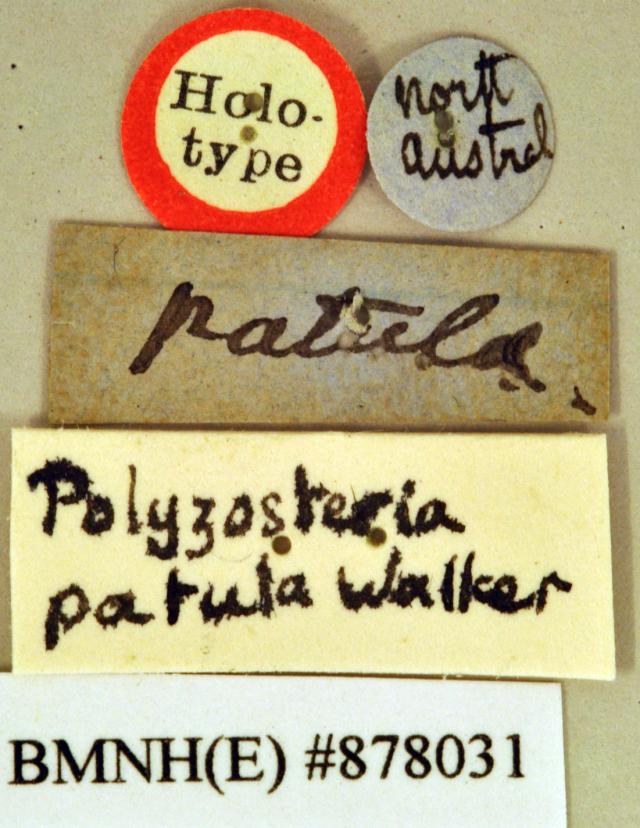 Holo-
type
north
austral
patula.
Polyzosteria
patula Walker
BMNH(E) #878031